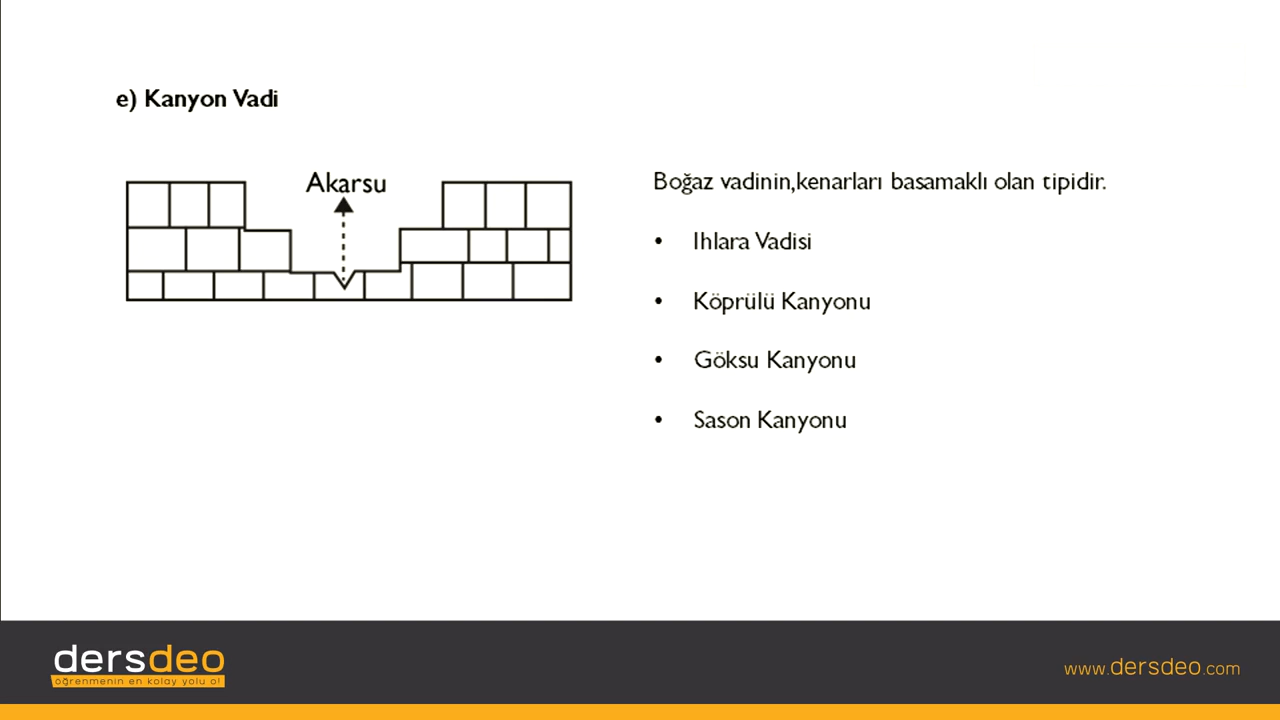 e) Kanyon Vadi
Akarsu
Boğaz vadinin,kenarları basamaklı olan tipidir.
• Ihlara Vadisi
• Köprülü Kanyonu
• Göksu Kanyonu
• Sason Kanyonu
dersdeo
öğrenmenin en kolay yolu o!
www.dersdeo.com